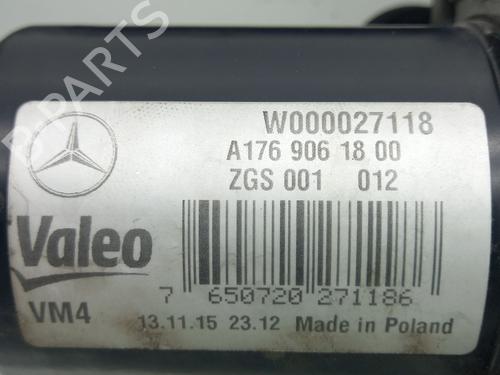 B-PARTS
W000027118
A176 906 18 00
ZGS 001 012
Valeo
VM4
7 650720 271186
13.11.15 23.12 Made in Poland